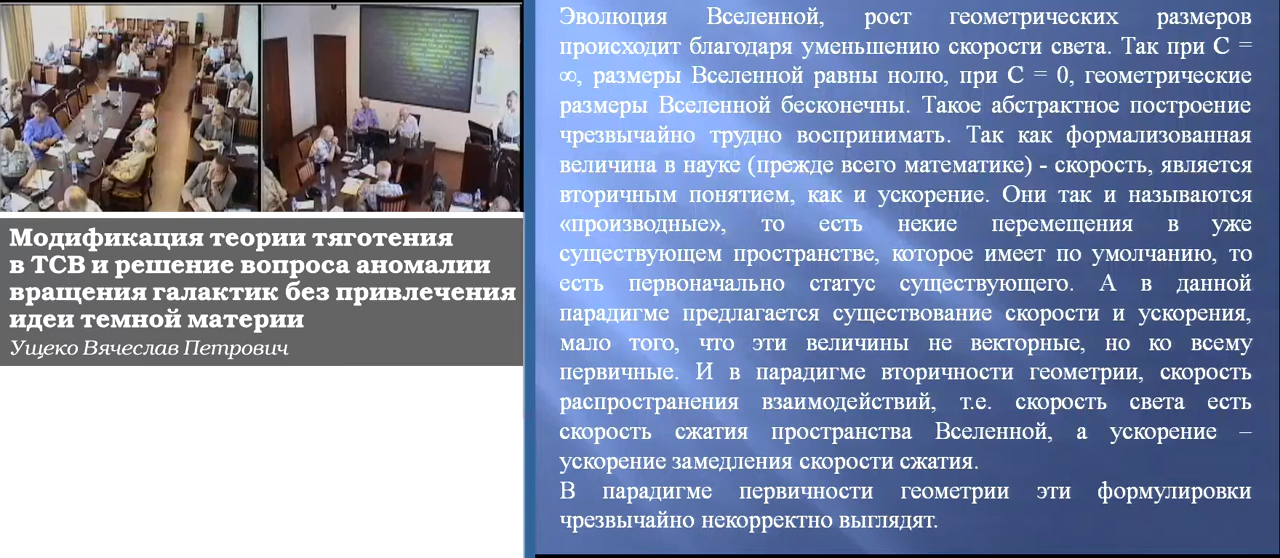 Модификация теории тяготения
в ТСВ и решение вопроса аномалии
вращения галактик без привлечения
идеи темной материи
Ущеко Вячеслав Петрович
Эволюция Вселенной, рост геометрических размеров
происходит благодаря уменьшению скорости света. Так при С =
∞, размеры Вселенной равны нолю, при С = 0, геометрические
размеры Вселенной бесконечны. Такое абстрактное построение
чрезвычайно трудно воспринимать. Так как формализованная
величина в науке (прежде всего математике) - скорость, является
вторичным понятием, как и ускорение. Они так и называются
«производные», то есть некие перемещения в уже
существующем пространстве, которое имеет по умолчанию, то
есть первоначально статус существующего. А в данной
парадигме предлагается существование скорости и ускорения,
мало того, что эти величины не векторные, но ко всему
первичные. И в парадигме вторичности геометрии, скорость
распространения взаимодействий, т.е. скорость света есть
скорость сжатия пространства Вселенной, а ускорение –
ускорение замедления скорости сжатия.
В парадигме первичности геометрии эти формулировки
чрезвычайно некорректно выглядят.